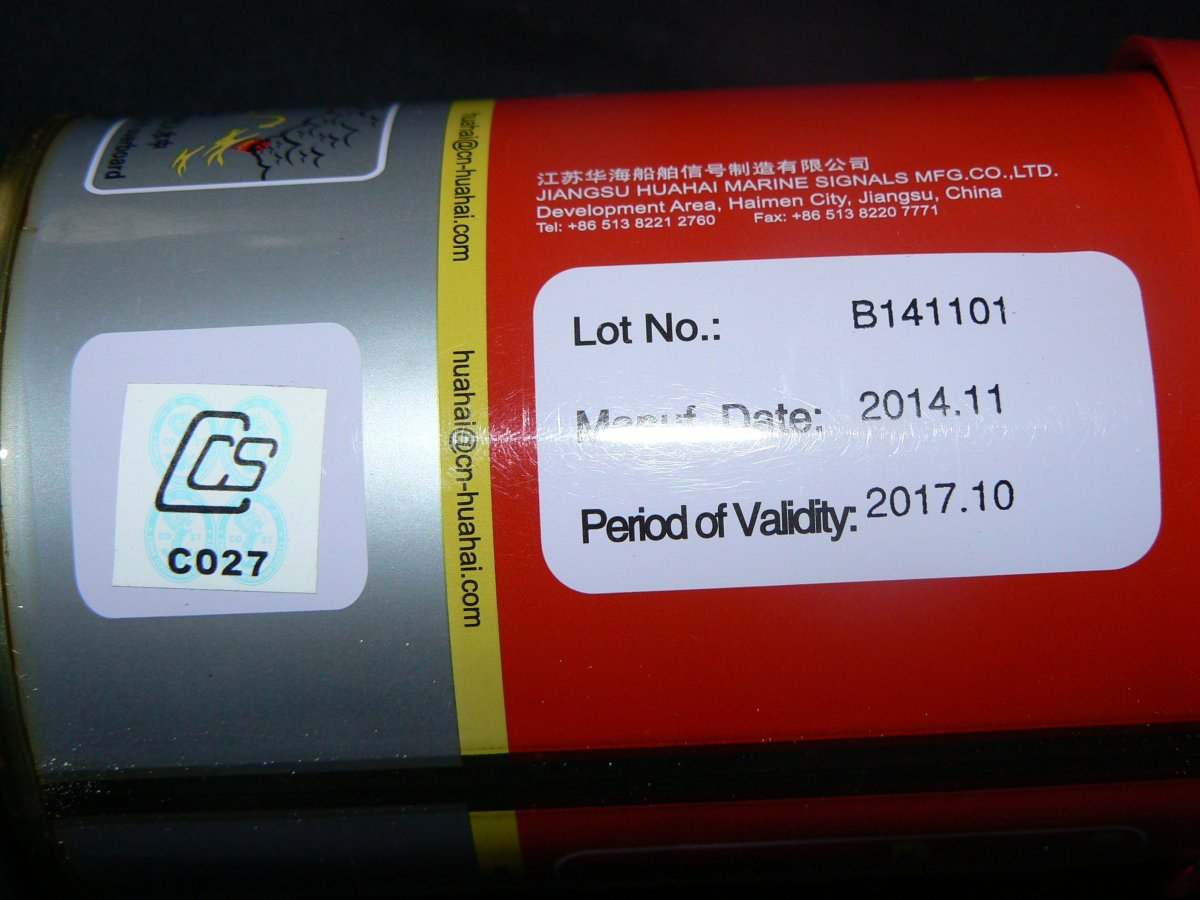 水中
overboard
huahai@cn-huahai.com
huahai@cn-huahai.com
江苏华海船舶信号制造有限公司
JIANGSU HUAHAI MARINE SIGNALS MFG.CO.,LTD.
Development Area, Haimen City, Jiangsu, China
Tel: +86 513 8221 2760 Fax: +86 513 8220 7771
Lot No.: B141101
Manuf. Date: 2014.11
Period of Validity: 2017.10
CCS
C027